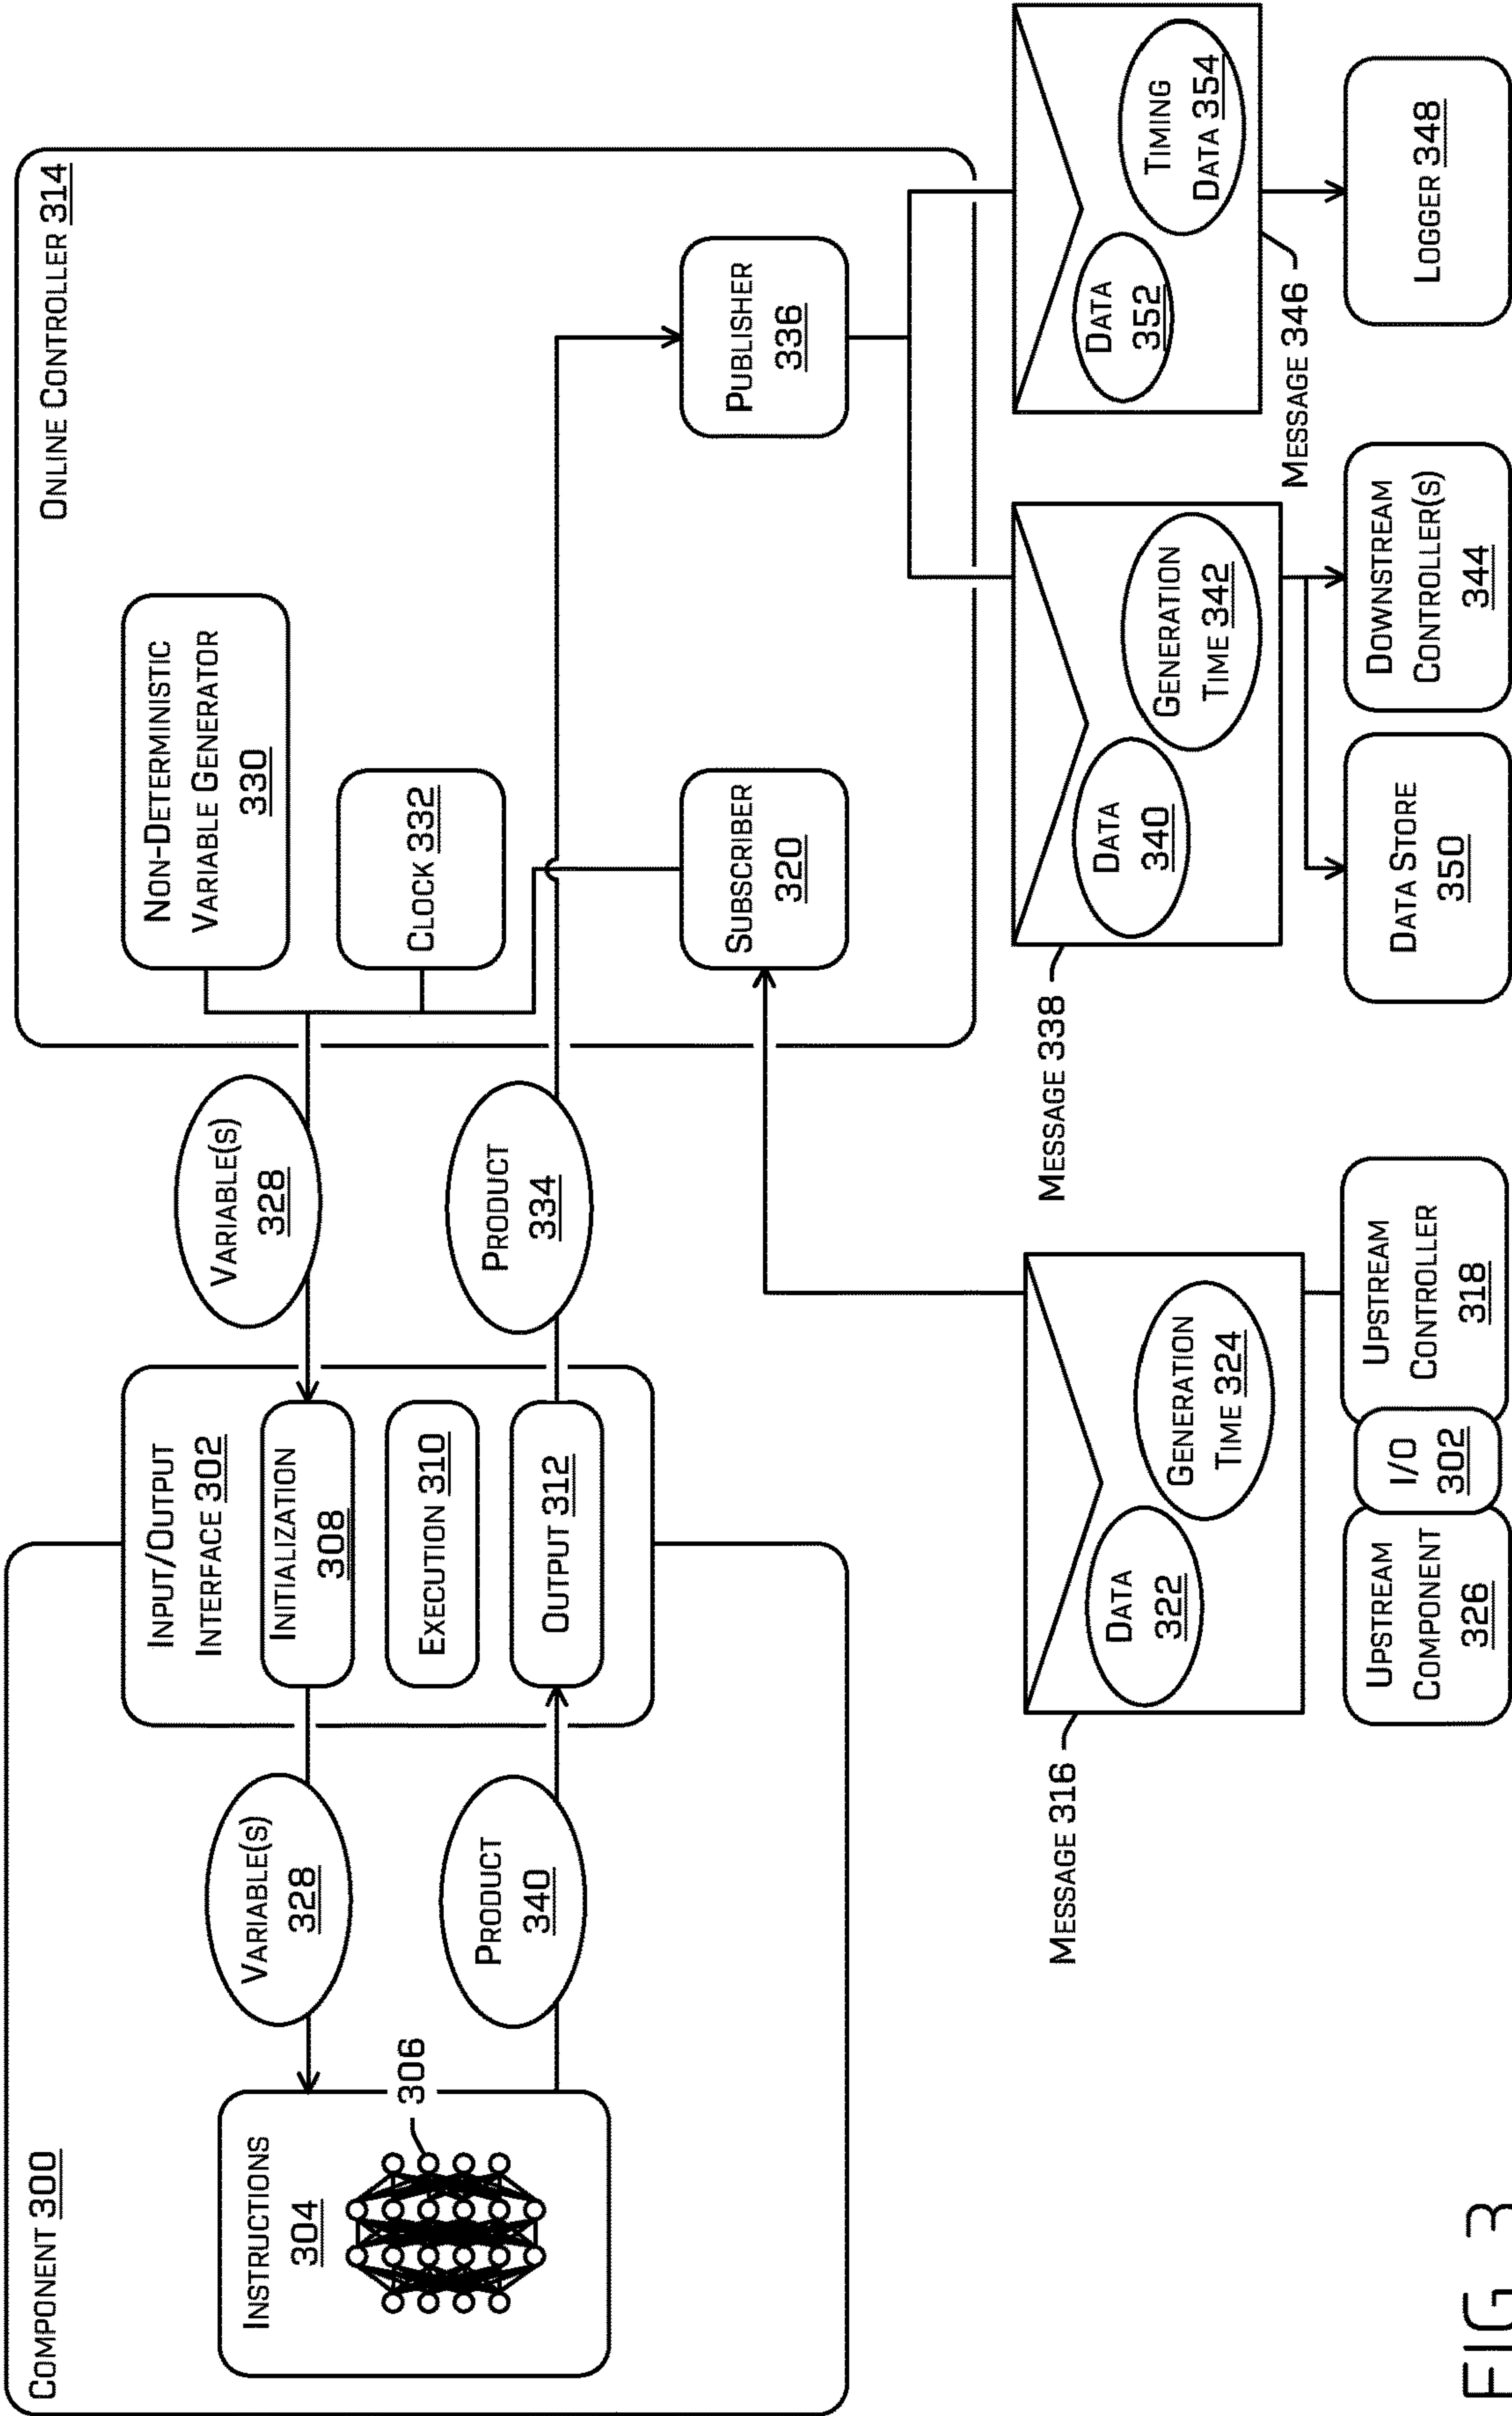 COMPONENT 300
INSTRUCTIONS
304
306
VARIABLE(S)
328
PRODUCT
340
INPUT/OUTPUT
INTERFACE 302
INITIALIZATION
308
EXECUTION 310
OUTPUT 312
VARIABLE(S)
328
PRODUCT
334
ONLINE CONTROLLER 314
NON-DETERMINISTIC
VARIABLE GENERATOR
330
CLOCK 332
SUBSCRIBER
320
PUBLISHER
336
MESSAGE 316
DATA
322
GENERATION
TIME 324
UPSTREAM
COMPONENT
326
I/O
302
UPSTREAM
CONTROLLER
318
MESSAGE 338
DATA
340
GENERATION
TIME 342
DATA STORE
350
DOWNSTREAM
CONTROLLER(S)
344
MESSAGE 346
DATA
352
TIMING
DATA 354
LOGGER 348
FIG. 3